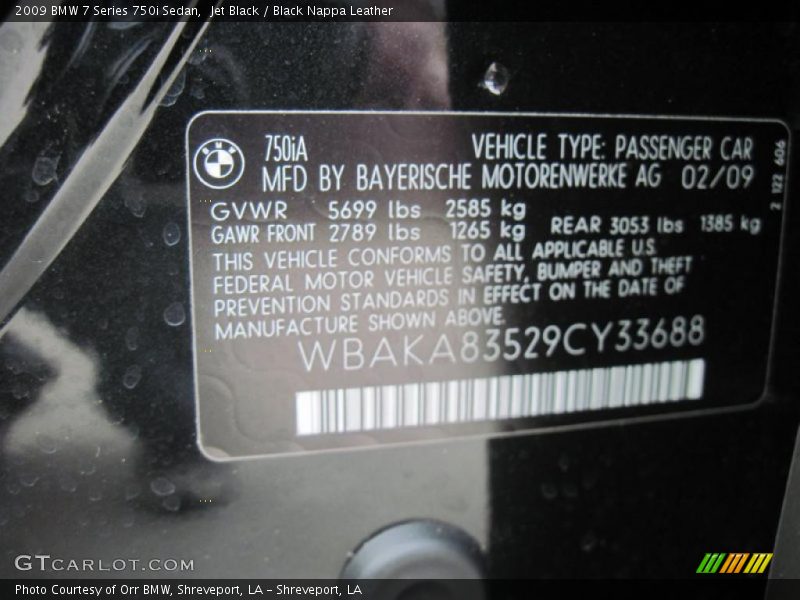 2009 BMW 7 Series 750i Sedan, Jet Black / Black Nappa Leather
BMW
750iA
VEHICLE TYPE: PASSENGER CAR
MFD BY BAYERISCHE MOTORENWERKE AG 02/09
GVWR 5699 lbs 2585 kg
GAWR FRONT 2789 lbs 1265 kg REAR 3053 lbs 1385 kg
THIS VEHICLE CONFORMS TO ALL APPLICABLE U.S.
FEDERAL MOTOR VEHICLE SAFETY, BUMPER AND THEFT
PREVENTION STANDARDS IN EFFECT ON THE DATE OF
MANUFACTURE SHOWN ABOVE.
WBAKA83529CY33688
2 122 606
GTCARLOT.COM
Photo Courtesy of Orr BMW, Shreveport, LA - Shreveport, LA